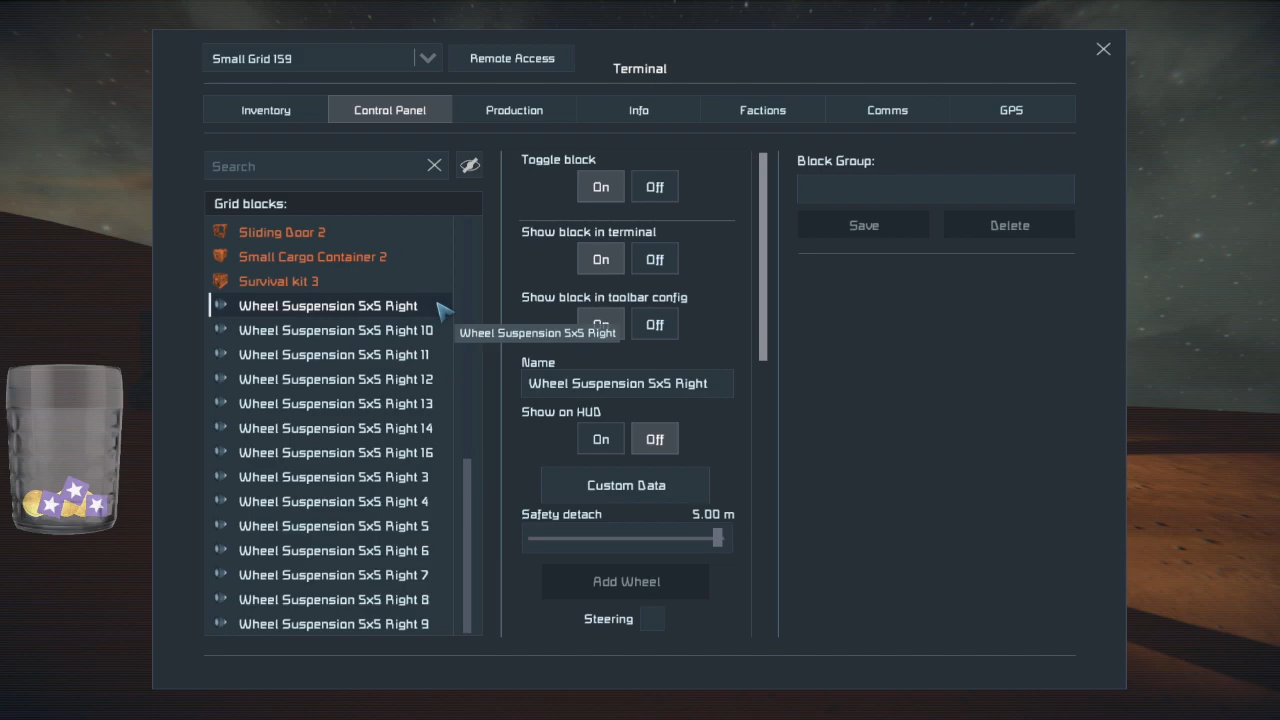 Small Grid 159
Remote Access
Terminal
Inventory
Control Panel
Production
Info
Factions
Comms
GPS
Search
Grid blocks:
Sliding Door 2
Small Cargo Container 2
Survival kit 3
Wheel Suspension 5x5 Right
Wheel Suspension 5x5 Right 10
Wheel Suspension 5x5 Right 11
Wheel Suspension 5x5 Right 12
Wheel Suspension 5x5 Right 13
Wheel Suspension 5x5 Right 14
Wheel Suspension 5x5 Right 16
Wheel Suspension 5x5 Right 3
Wheel Suspension 5x5 Right 4
Wheel Suspension 5x5 Right 5
Wheel Suspension 5x5 Right 6
Wheel Suspension 5x5 Right 7
Wheel Suspension 5x5 Right 8
Wheel Suspension 5x5 Right 9
Wheel Suspension 5x5 Right
Toggle block
On
Off
Show block in terminal
On
Off
Show block in toolbar config
On
Off
Name
Wheel Suspension 5x5 Right
Show on HUD
On
Off
Custom Data
Safety detach
5.00 m
Add Wheel
Steering
Block Group:
Save
Delete